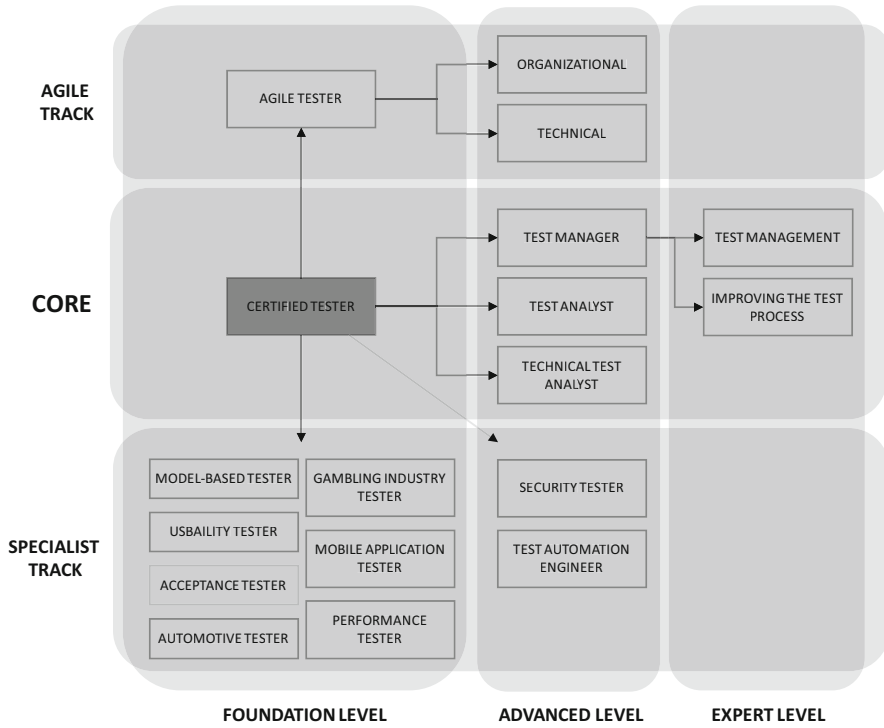 AGILE
TRACK
AGILE TESTER
ORGANIZATIONAL
TECHNICAL
CORE
CERTIFIED TESTER
TEST MANAGER
TEST ANALYST
TECHNICAL TEST
ANALYST
TEST MANAGEMENT
IMPROVING THE TEST
PROCESS
SPECIALIST
TRACK
MODEL-BASED TESTER
USBAILITY TESTER
ACCEPTANCE TESTER
AUTOMOTIVE TESTER
GAMBLING INDUSTRY
TESTER
MOBILE APPLICATION
TESTER
PERFORMANCE
TESTER
SECURITY TESTER
TEST AUTOMATION
ENGINEER
FOUNDATION LEVEL
ADVANCED LEVEL
EXPERT LEVEL